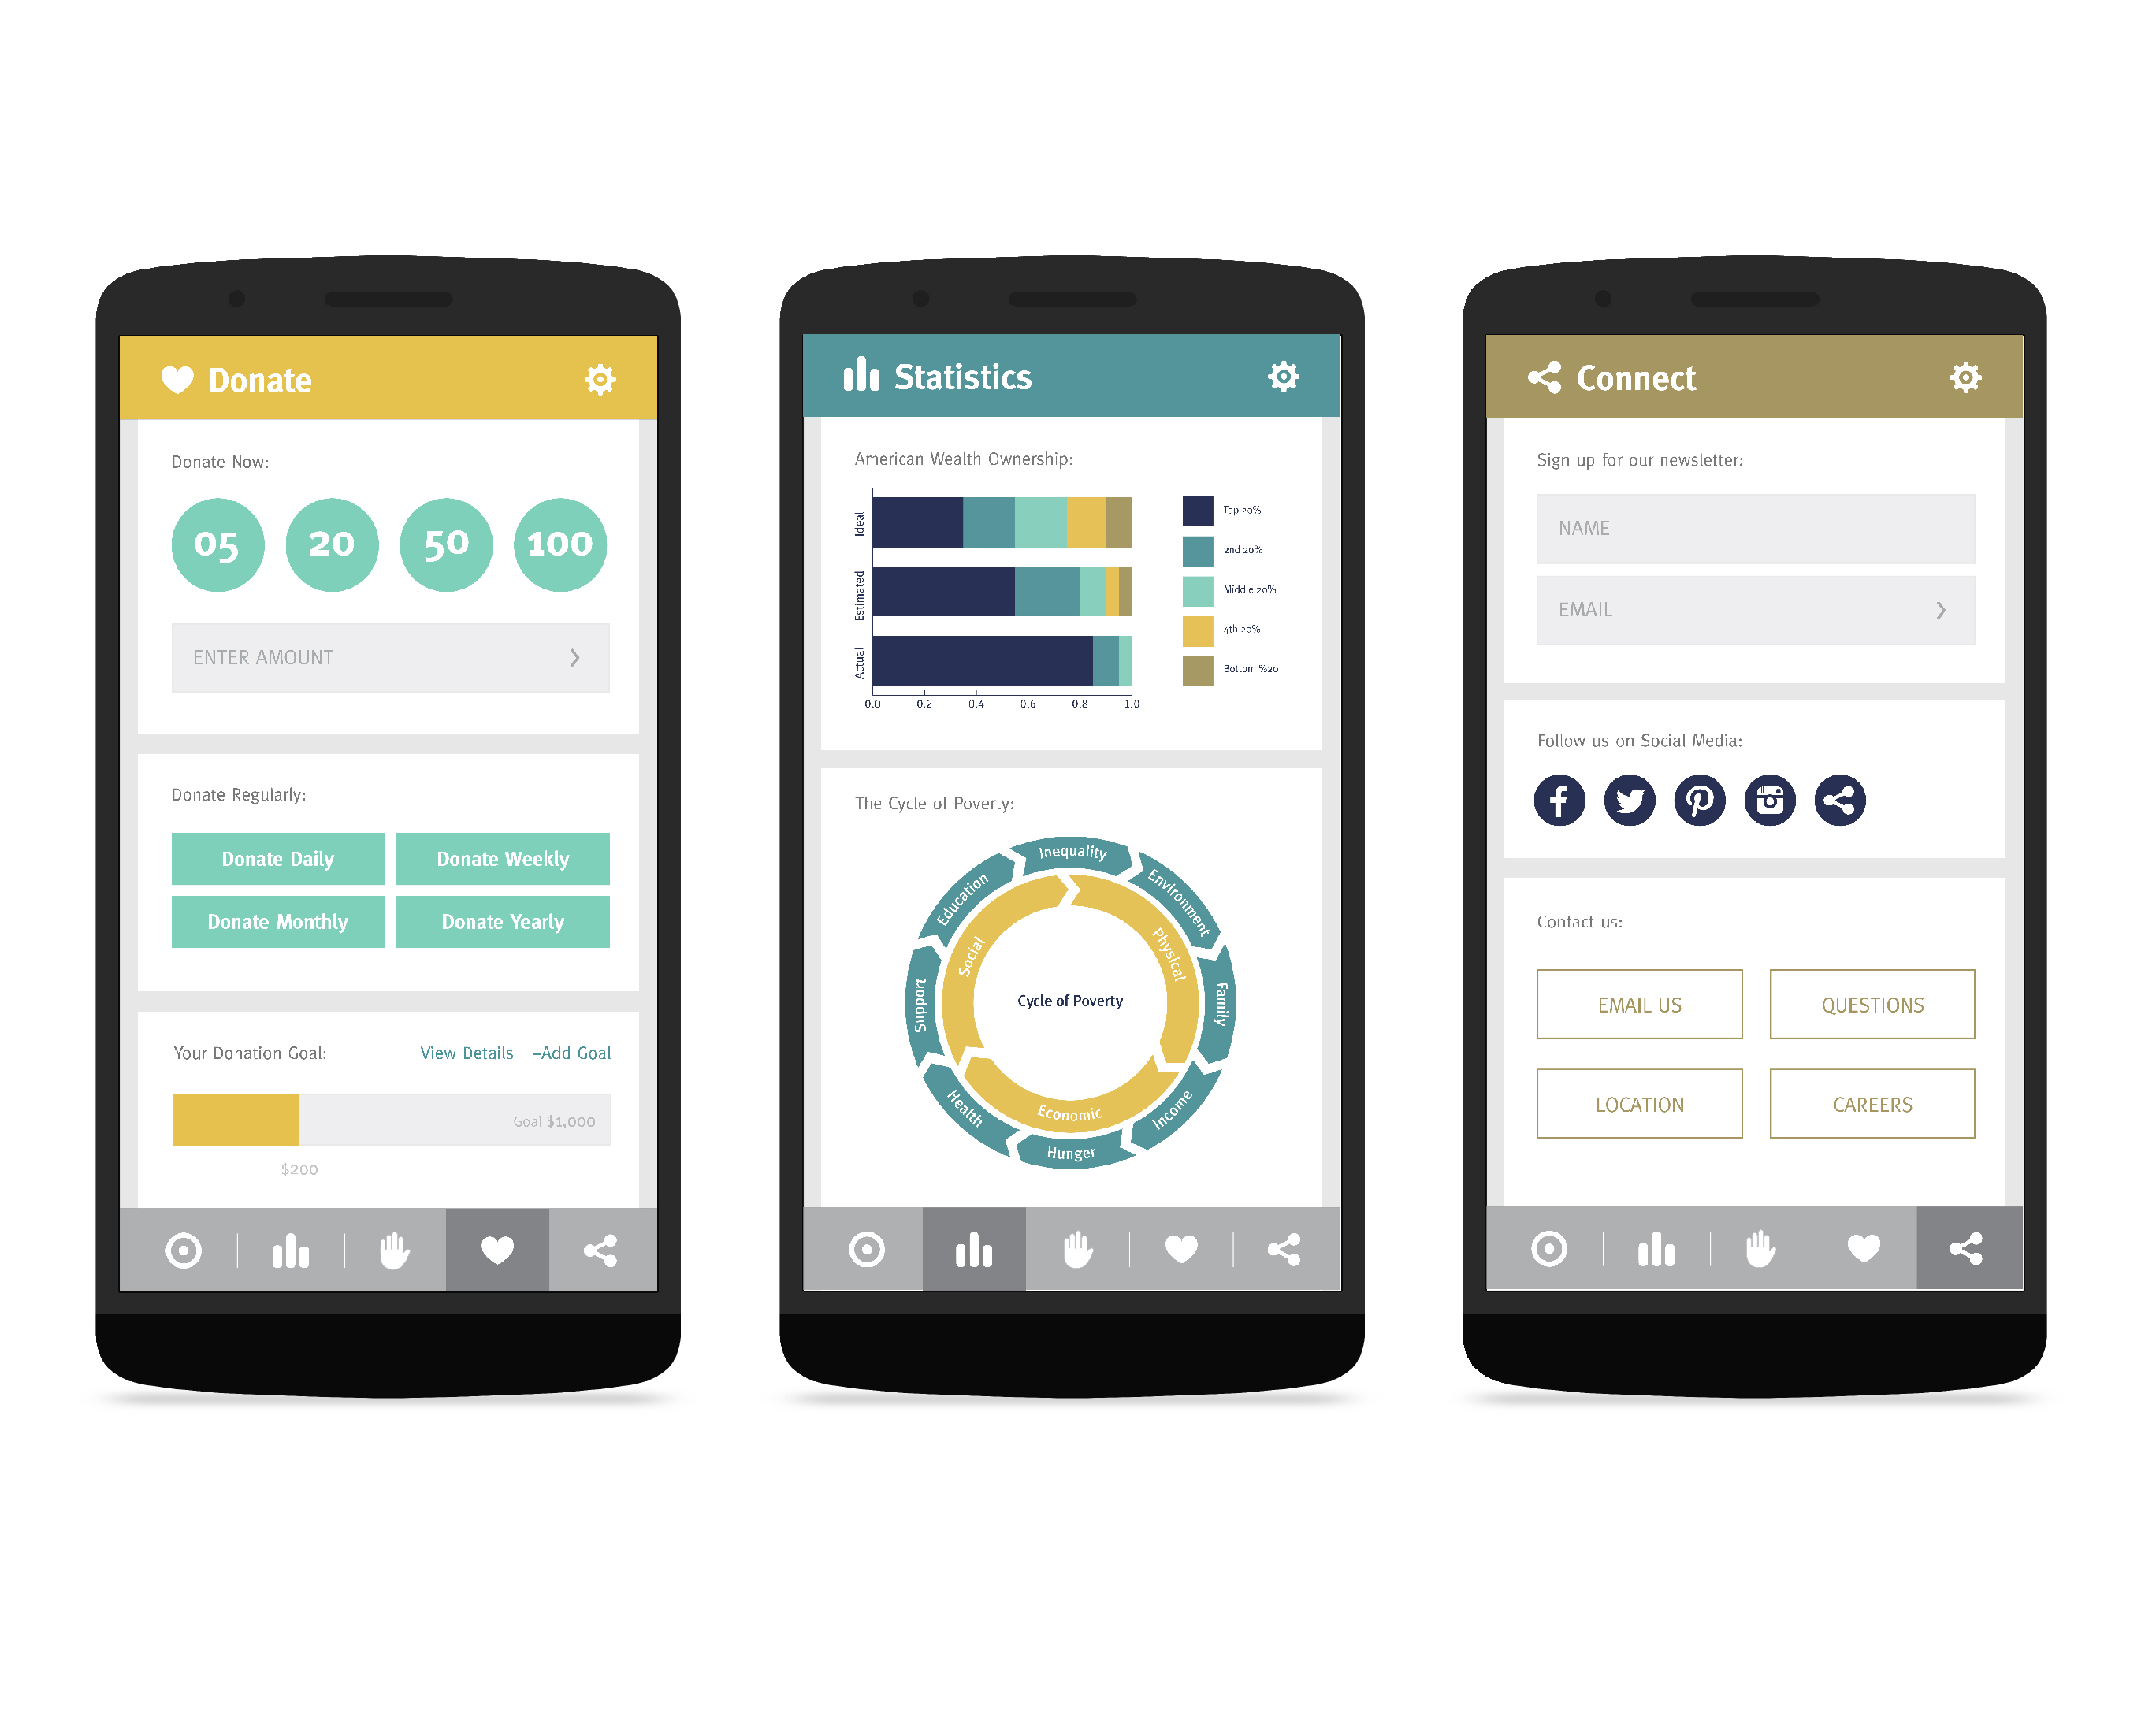 Donate
Donate Now:
05 20 50 100
ENTER AMOUNT
Donate Regularly:
Donate Daily Donate Weekly
Donate Monthly Donate Yearly
Your Donation Goal: View Details +Add Goal
Goal $1,000
$200
Statistics
American Wealth Ownership:
Ideal
Estimated
Actual
0.0 0.2 0.4 0.6 0.8 1.0
Top 20%
2nd 20%
Middle 20%
4th 20%
Bottom %20
The Cycle of Poverty:
Inequality
Environment
Family
Income
Hunger
Health
Support
Education
Social
Physical
Economic
Cycle of Poverty
Connect
Sign up for our newsletter:
NAME
EMAIL
Follow us on Social Media:
Contact us:
EMAIL US QUESTIONS
LOCATION CAREERS